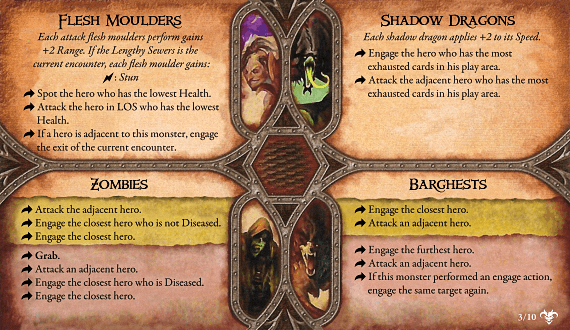 FLESH MOULDERS
Each attack flesh moulders perform gains
+2 Range. If the Lengthy Sewers is the
current encounter, each flesh moulder gains:
: Stun
Spot the hero who has the lowest Health.
Attack the hero in LOS who has the lowest
Health.
If a hero is adjacent to this monster, engage
the exit of the current encounter.
SHADOW DRAGONS
Each shadow dragon applies +2 to its Speed.
Engage the hero who has the most
exhausted cards in his play area.
Attack the adjacent hero who has the most
exhausted cards in his play area.
ZOMBIES
Attack the adjacent hero.
Engage the closest hero who is not Diseased.
Engage the closest hero.
Grab.
Attack an adjacent hero.
Engage the closest hero who is Diseased.
Engage the closest hero.
BARGHESTS
Engage the closest hero.
Attack an adjacent hero.
Engage the furthest hero.
Attack an adjacent hero.
If this monster performed an engage action,
engage the same target again.
3/10